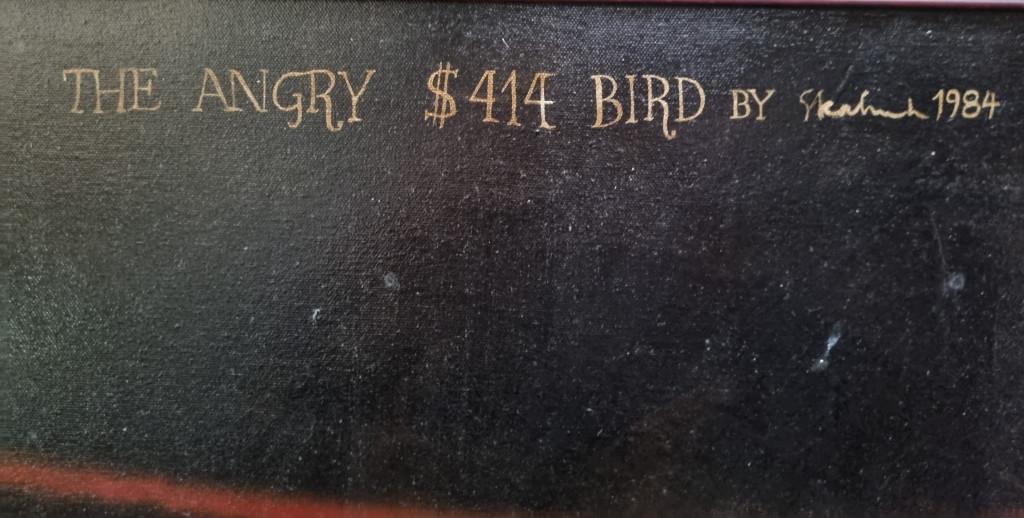 THE ANGRY $414 BIRD BY 1984